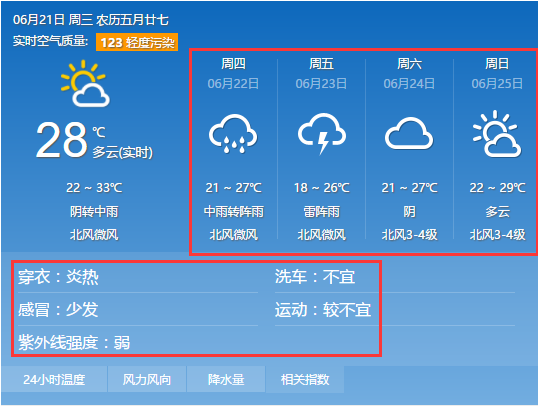 06月21日 周三 农历五月廿七
实时空气质量: 123 轻度污染
28 ℃
多云(实时)
22 ~ 33℃
阴转中雨
北风微风
周四
06月22日
21 ~ 27℃
中雨转阵雨
北风微风
周五
06月23日
18 ~ 26℃
雷阵雨
北风微风
周六
06月24日
21 ~ 27℃
阴
北风3-4级
周日
06月25日
22 ~ 29℃
多云
北风3-4级
穿衣：炎热
洗车：不宜
感冒：少发
运动：较不宜
紫外线强度：弱
24小时温度
风力风向
降水量
相关指数